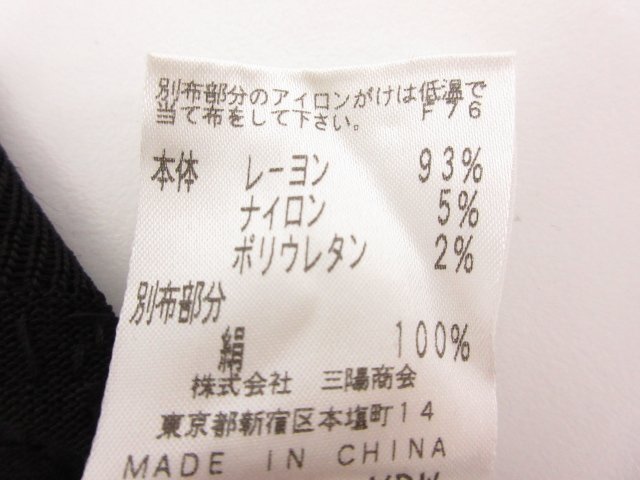 別布部分のアイロンがけは低温で
当て布をして下さい。 F76
本体 レーヨン 93%
ナイロン 5%
ポリウレタン 2%
別布部分
絹 100%
株式会社 三陽商会
東京都新宿区本塩町14
MADE IN CHINA